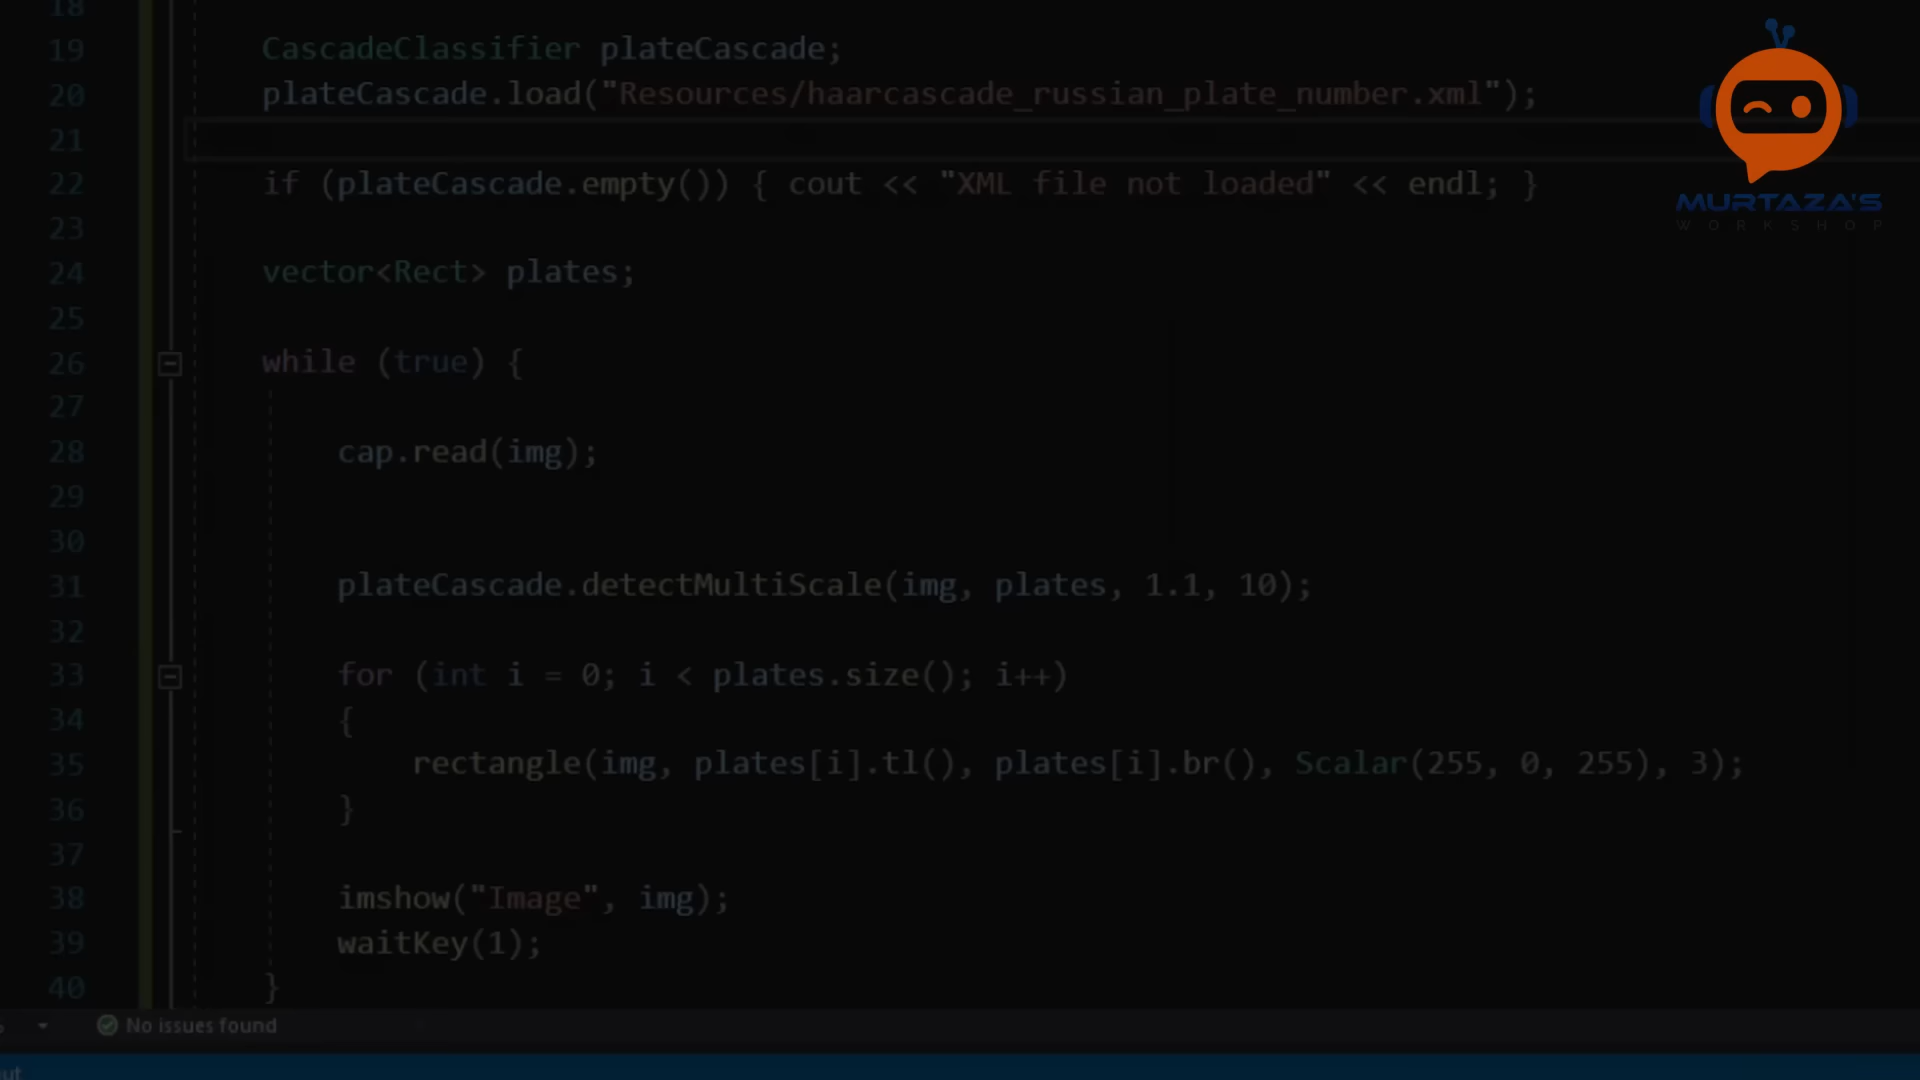 18
19 CascadeClassifier plateCascade;
20 plateCascade.load("Resources/haarcascade_russian_plate_number.xml");
21
22 if (plateCascade.empty()) { cout << "XML file not loaded" << endl; }
23
24 vector<Rect> plates;
25
26 while (true) {
27
28 cap.read(img);
29
30
31 plateCascade.detectMultiScale(img, plates, 1.1, 10);
32
33 for (int i = 0; i < plates.size(); i++)
34 {
35 rectangle(img, plates[i].tl(), plates[i].br(), Scalar(255, 0, 255), 3);
36 }
37
38 imshow("Image", img);
39 waitKey(1);
40 }
No issues found
MURTAZA'S
WORKSHOP